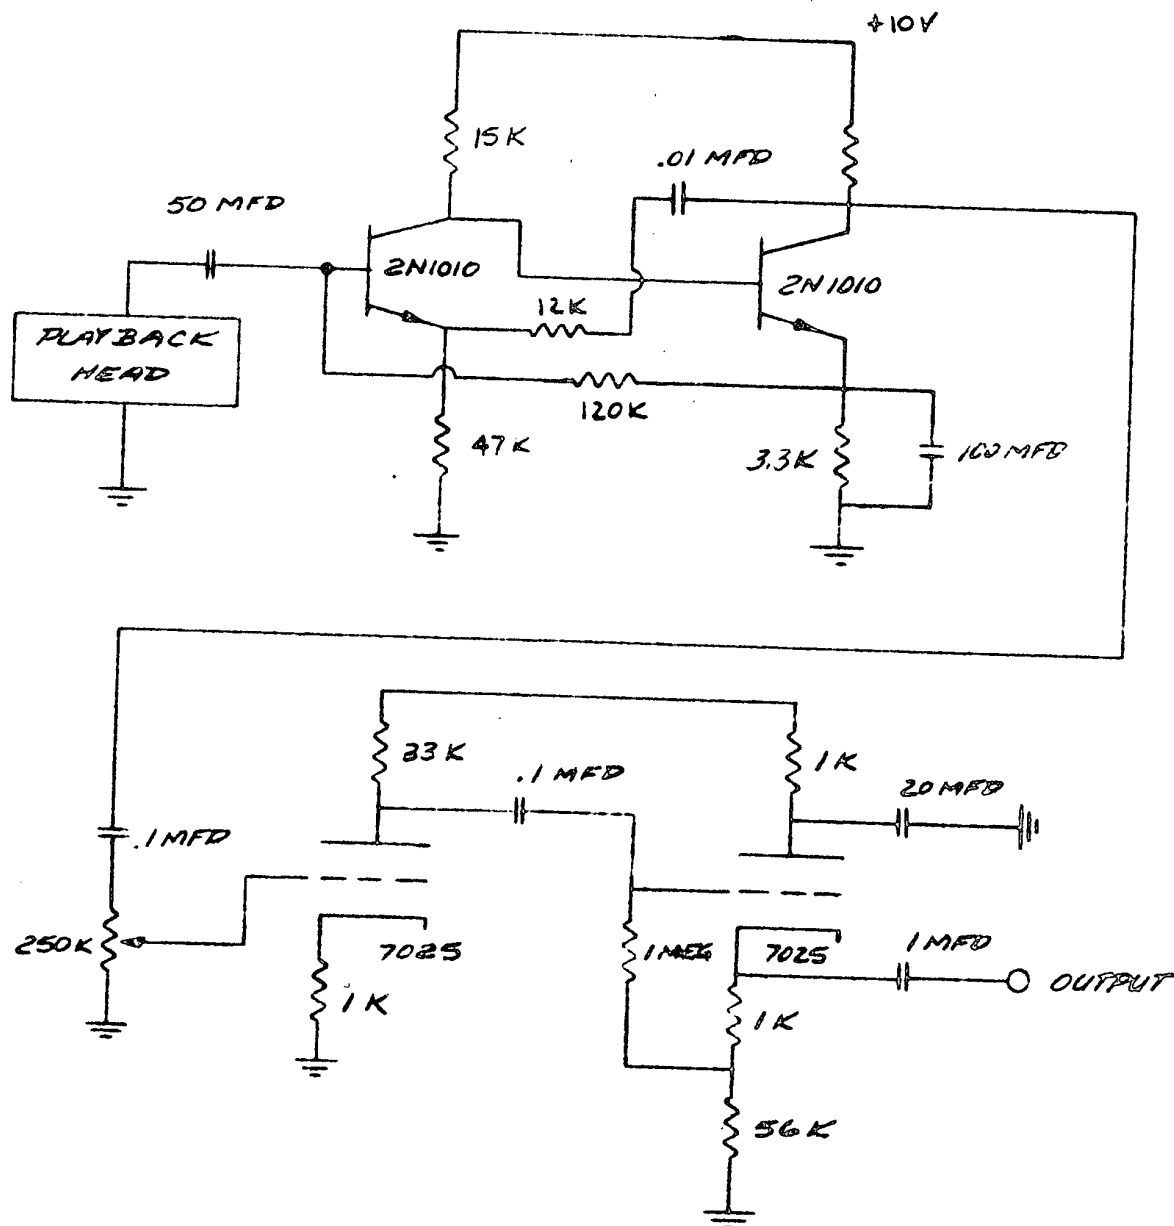 +10V
15K
.01 MFD
50 MFD
2N1010
2N1010
12K
PLAYBACK
HEAD
120K
47K
3.3K
100 MFD
33K
.1 MFD
1K
20 MFD
.1 MFD
250K
7025
1 MEG
7025
1 MFD
OUTPUT
1K
1K
56K